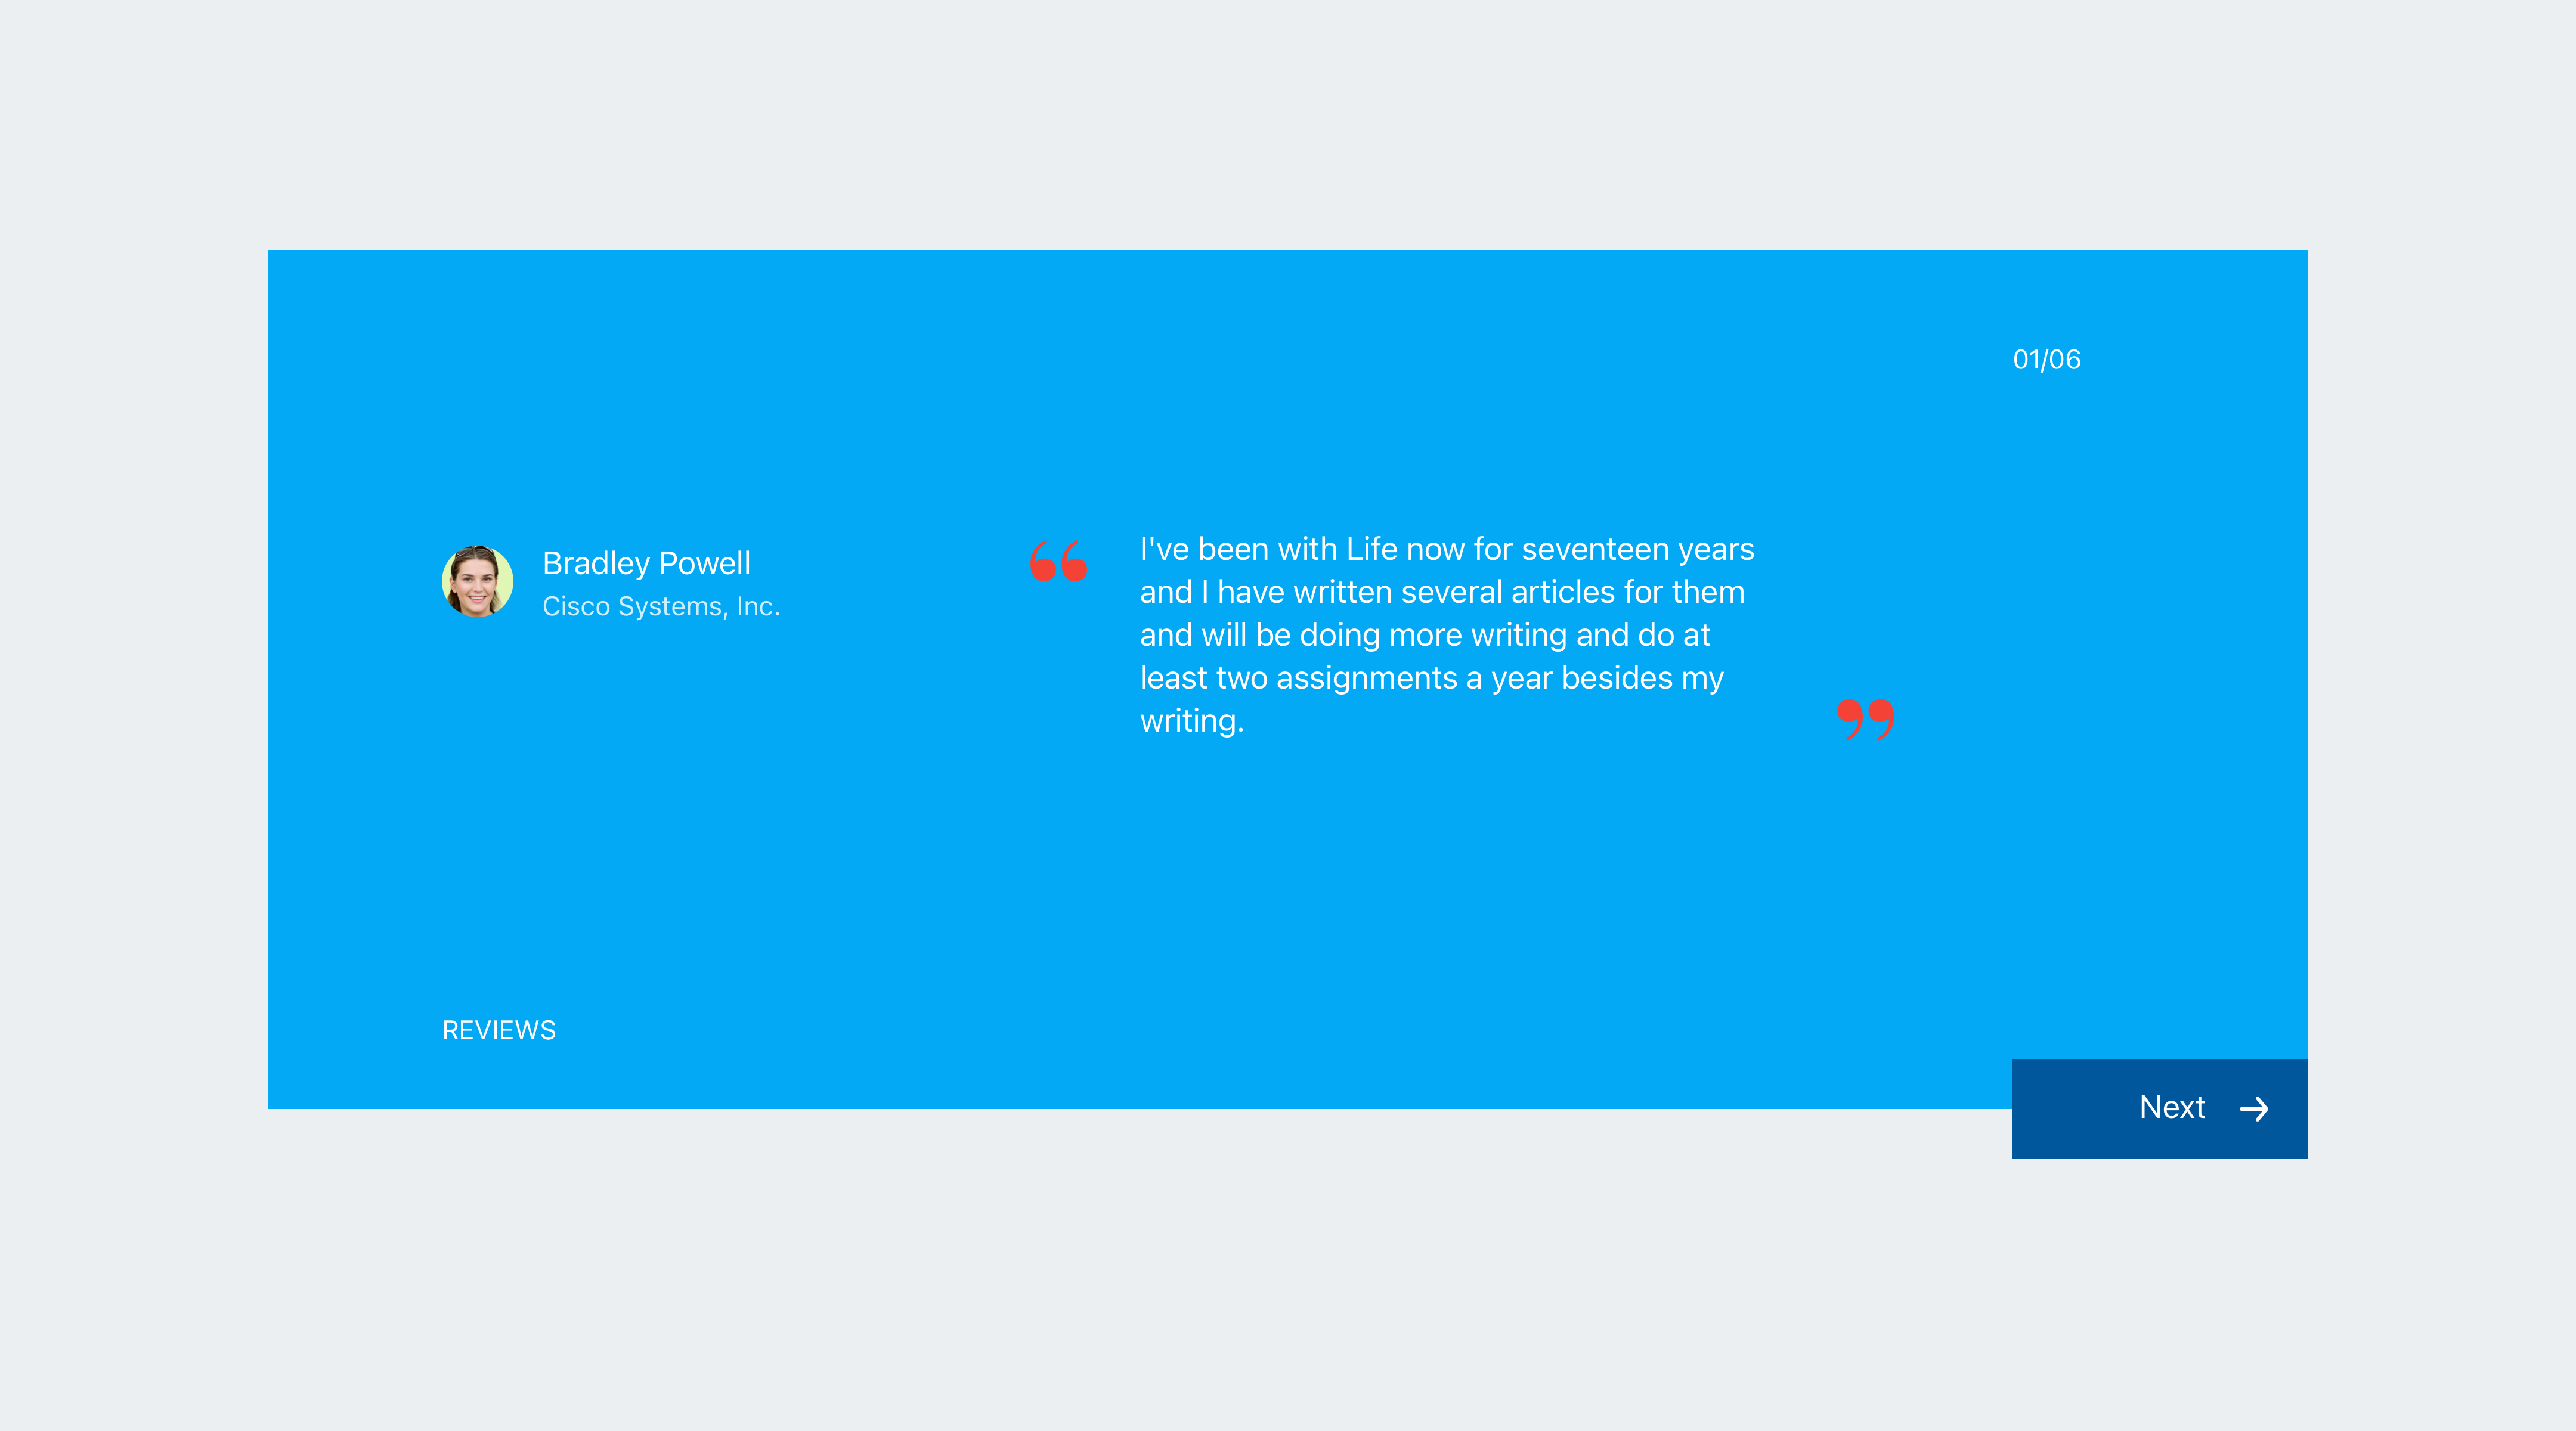 01/06
Bradley Powell
Cisco Systems, Inc.
“
I've been with Life now for seventeen years
and I have written several articles for them
and will be doing more writing and do at
least two assignments a year besides my
writing.
”
REVIEWS
Next →